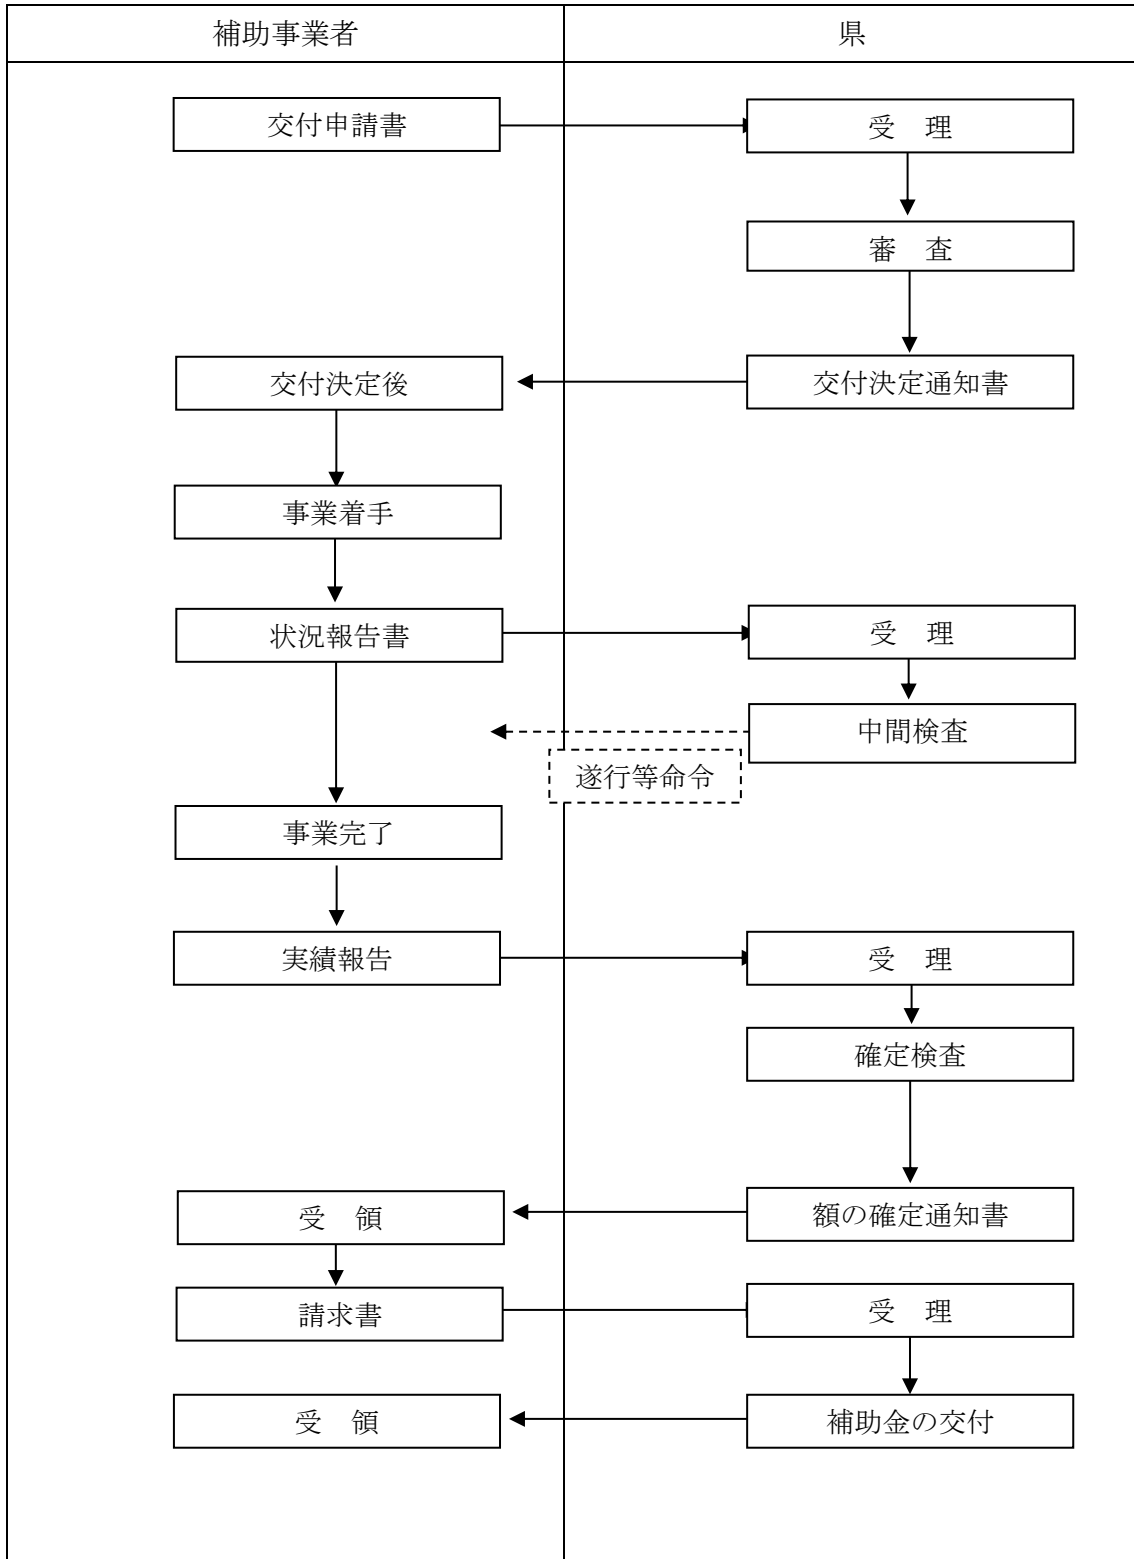 補助事業者
県
交付申請書
受　理
審　査
交付決定後
交付決定通知書
事業着手
状況報告書
受　理
中間検査
遂行等命令
事業完了
実績報告
受　理
確定検査
受　領
額の確定通知書
請求書
受　理
受　領
補助金の交付